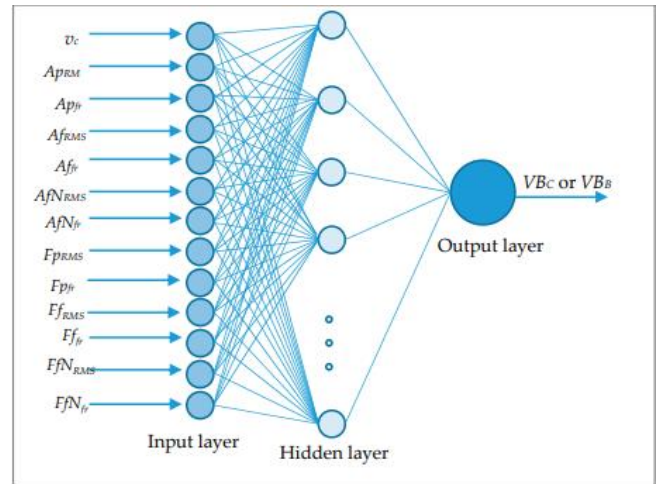 vc
ApRM
Apfr
AfRMS
Affr
AfNRMS
AfNfr
FpRMS
Fpfr
FfRMS
Fffr
FfNRMS
FfNfr
VBC or VBB
Output layer
Input layer
Hidden layer